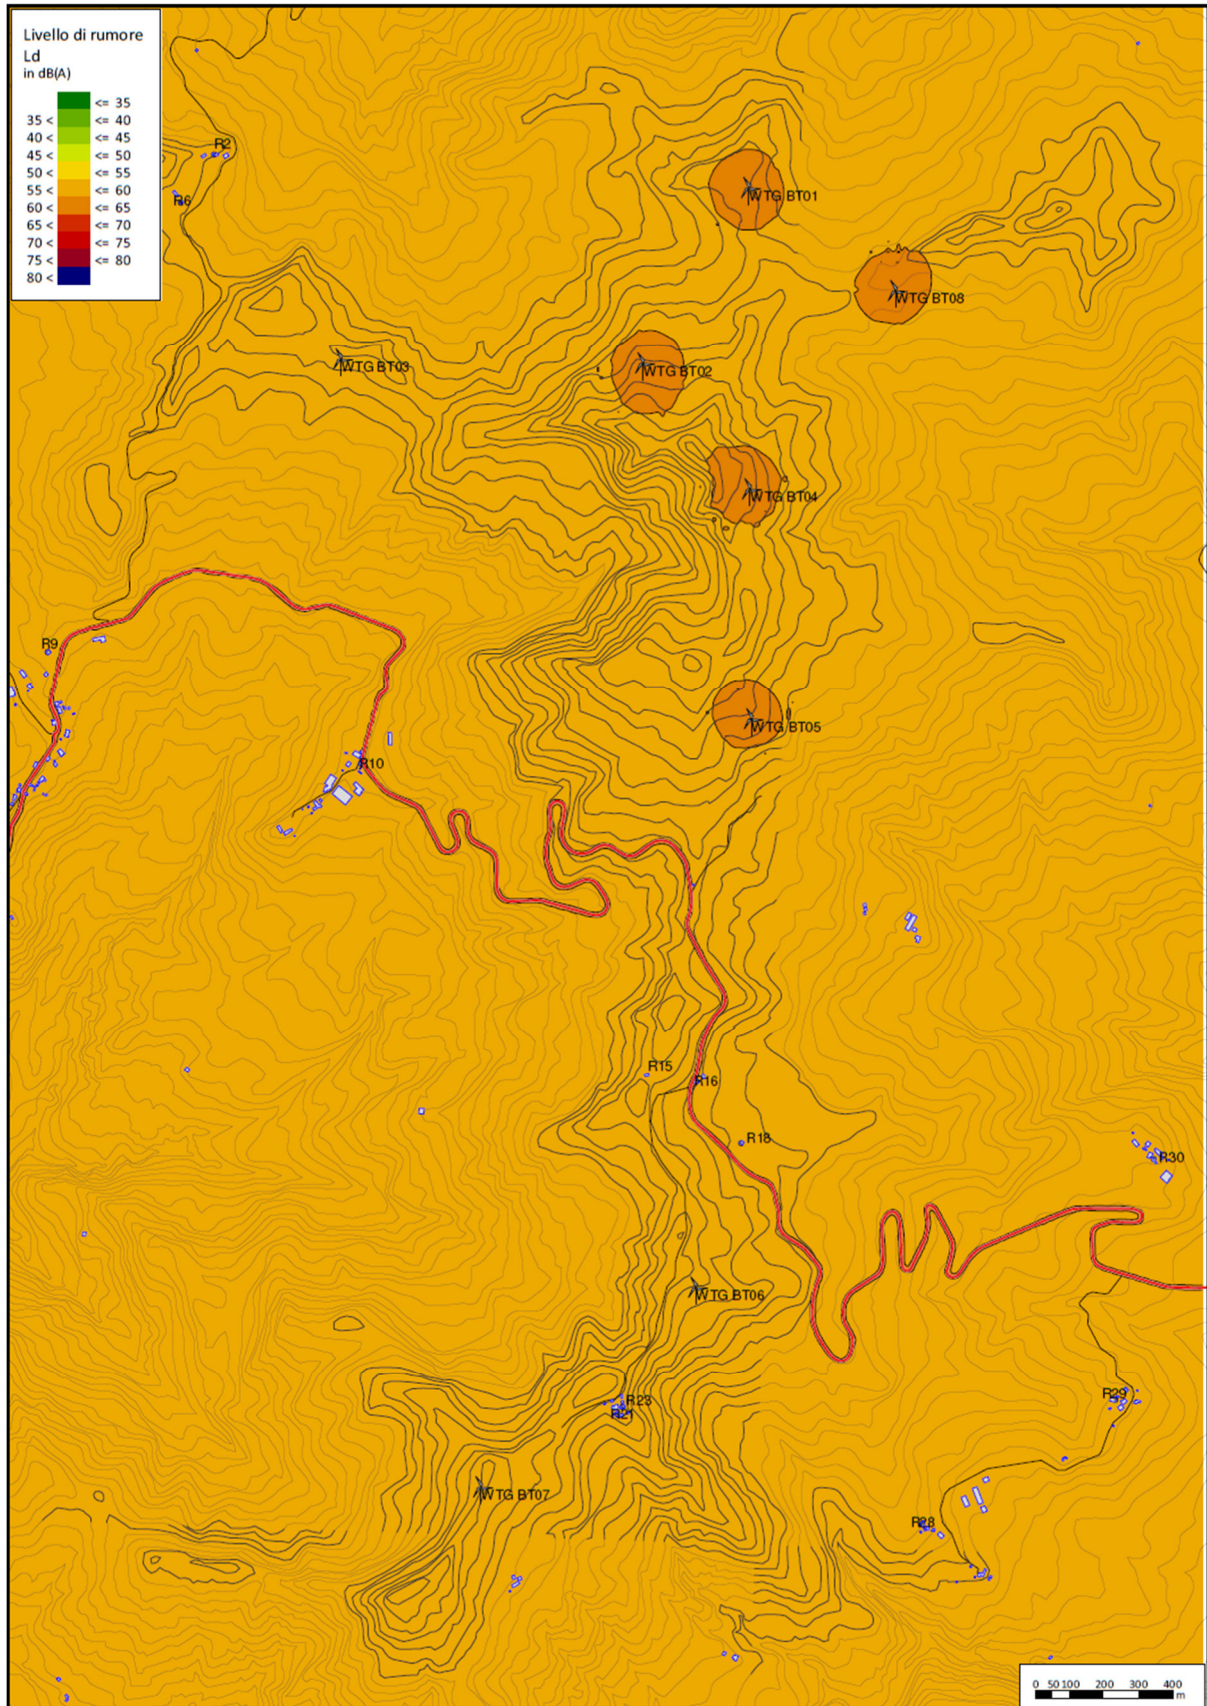 Livello di rumore
Ld
in dB(A)
<= 35
35 < <= 40
40 < <= 45
45 < <= 50
50 < <= 55
55 < <= 60
60 < <= 65
65 < <= 70
70 < <= 75
75 < <= 80
80 <
R2
R6
WTG BT01
WTG BT08
WTG BT03
WTG BT02
WTG BT04
R9
WTG BT05
R10
R15
R16
R18
R30
WTG BT06
R29
R23
R21
WTG BT07
R28
0 50 100 200 300 400
m